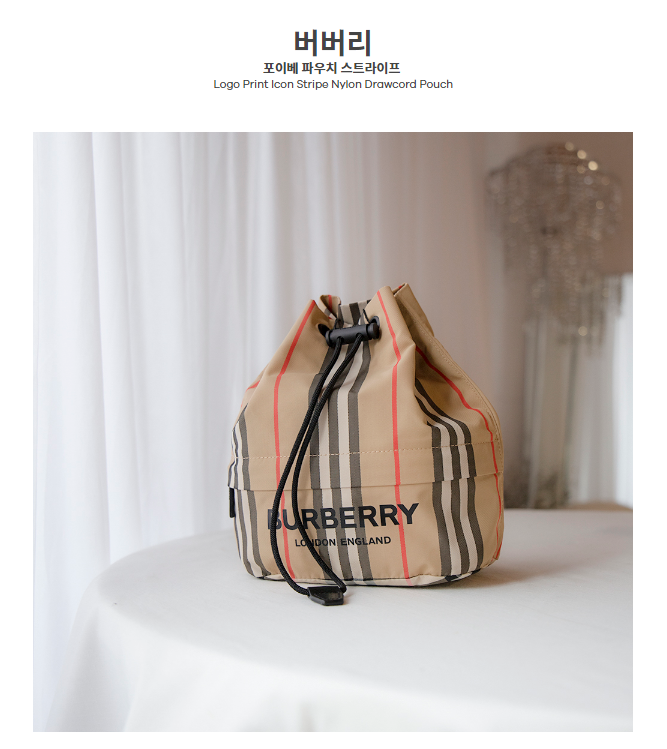 버버리
포이베 파우치 스트라이프
Logo Print Icon Stripe Nylon Drawcord Pouch
BURBERRY
LONDON ENGLAND